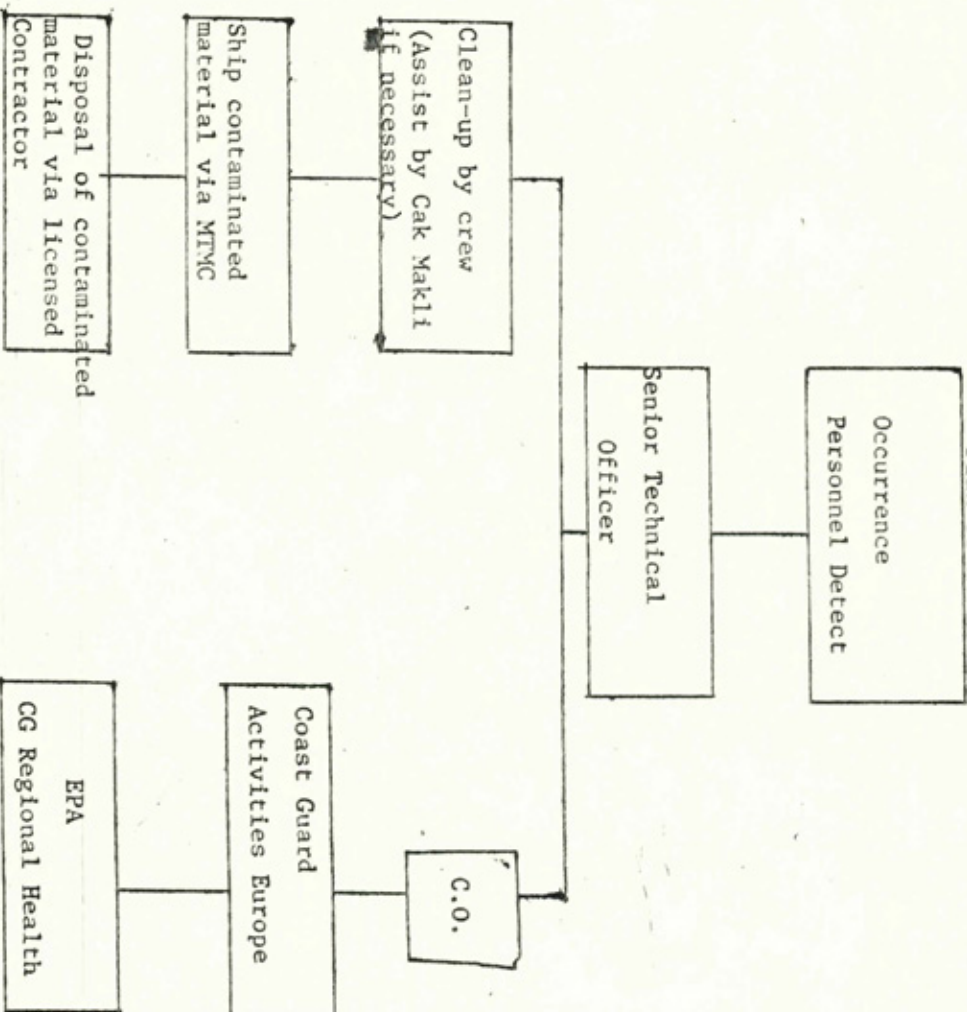 Occurrence
Personnel Detect
Senior Technical
Officer
Clean-up by crew
(Assist by Cak Makli
if necessary)
Ship contaminated
material via MTMC
Disposal of contaminated
material via licensed
Contractor
C.O.
Coast Guard
Activities Europe
EPA
CG Regional Health